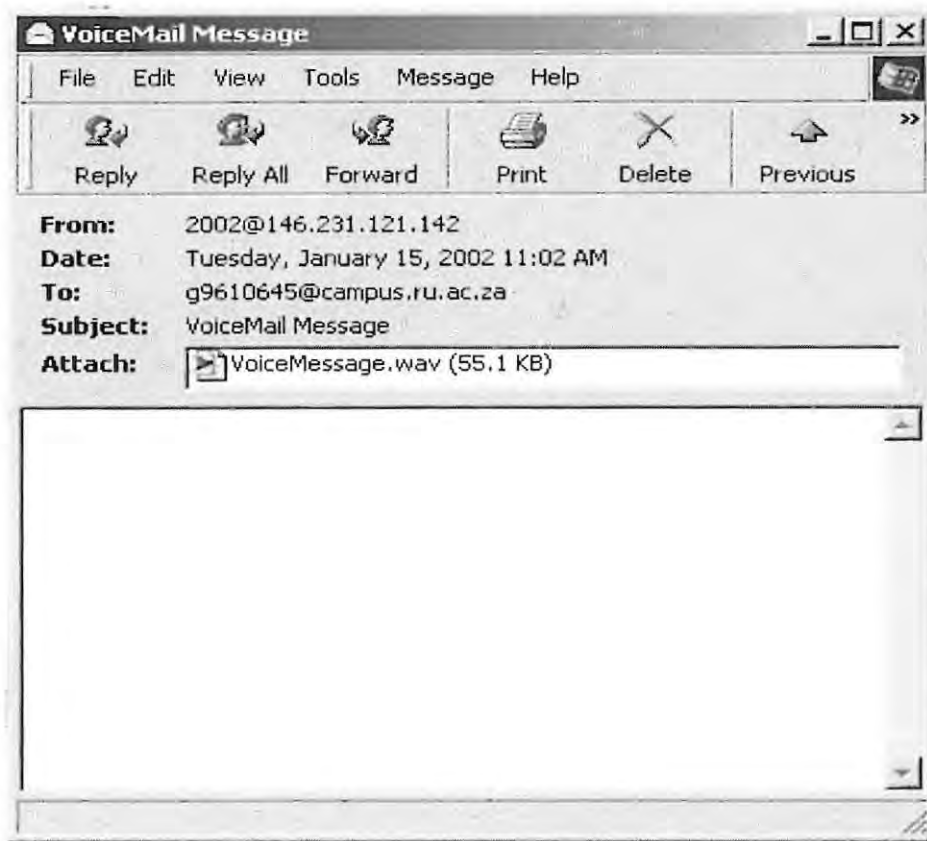 VoiceMail Message
File Edit View Tools Message Help
Reply Reply All Forward Print Delete Previous
From: 2002@146.231.121.142
Date: Tuesday, January 15, 2002 11:02 AM
To: g9610645@campus.ru.ac.za
Subject: VoiceMail Message
Attach: VoiceMessage.wav (55.1 KB)